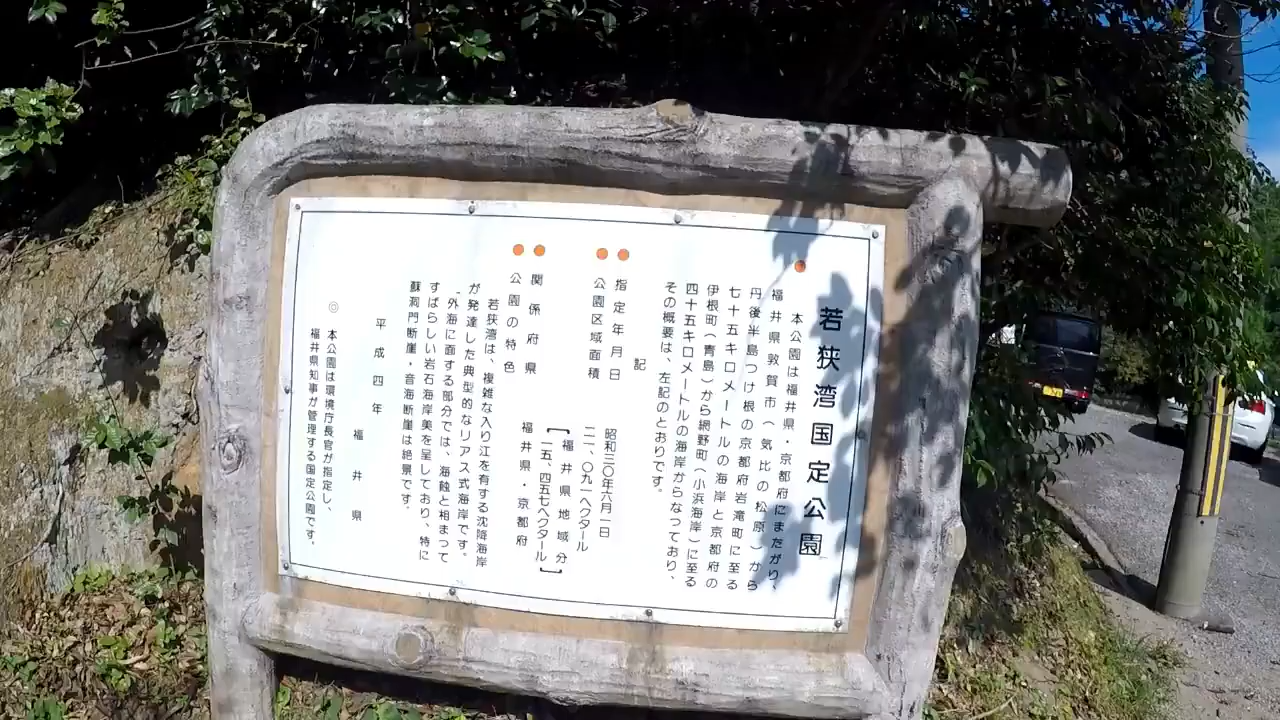 若狭湾国定公園
本公園は福井県・京都府にまたがり、
福井県敦賀市(気比の松原)から
丹後半島つけ根の京都府岩滝町に至る
七十五キロメートルの海岸と京都府の
伊根町(青島)から網野町(小浜海岸)に至る
四十五キロメートルの海岸からなっており、
その概要は、左記のとおりです。
記
指定年月日 昭和三〇年六月一日
公園区域面積 二一、〇九一ヘクタール
[福井県地域分
一五、四五七ヘクタール]
関係府県 福井県・京都府
公園の特色
若狭湾は、複雑な入り江を有する沈降海岸
が発達した典型的なリアス式海岸です。
外海に面する部分では、海蝕と相まって
すばらしい岩石海岸美を呈しており、特に
蘇洞門断崖・音海断崖は絶景です。
平成四年 福井県
◎ 本公園は環境庁長官が指定し、
福井県知事が管理する国定公園です。